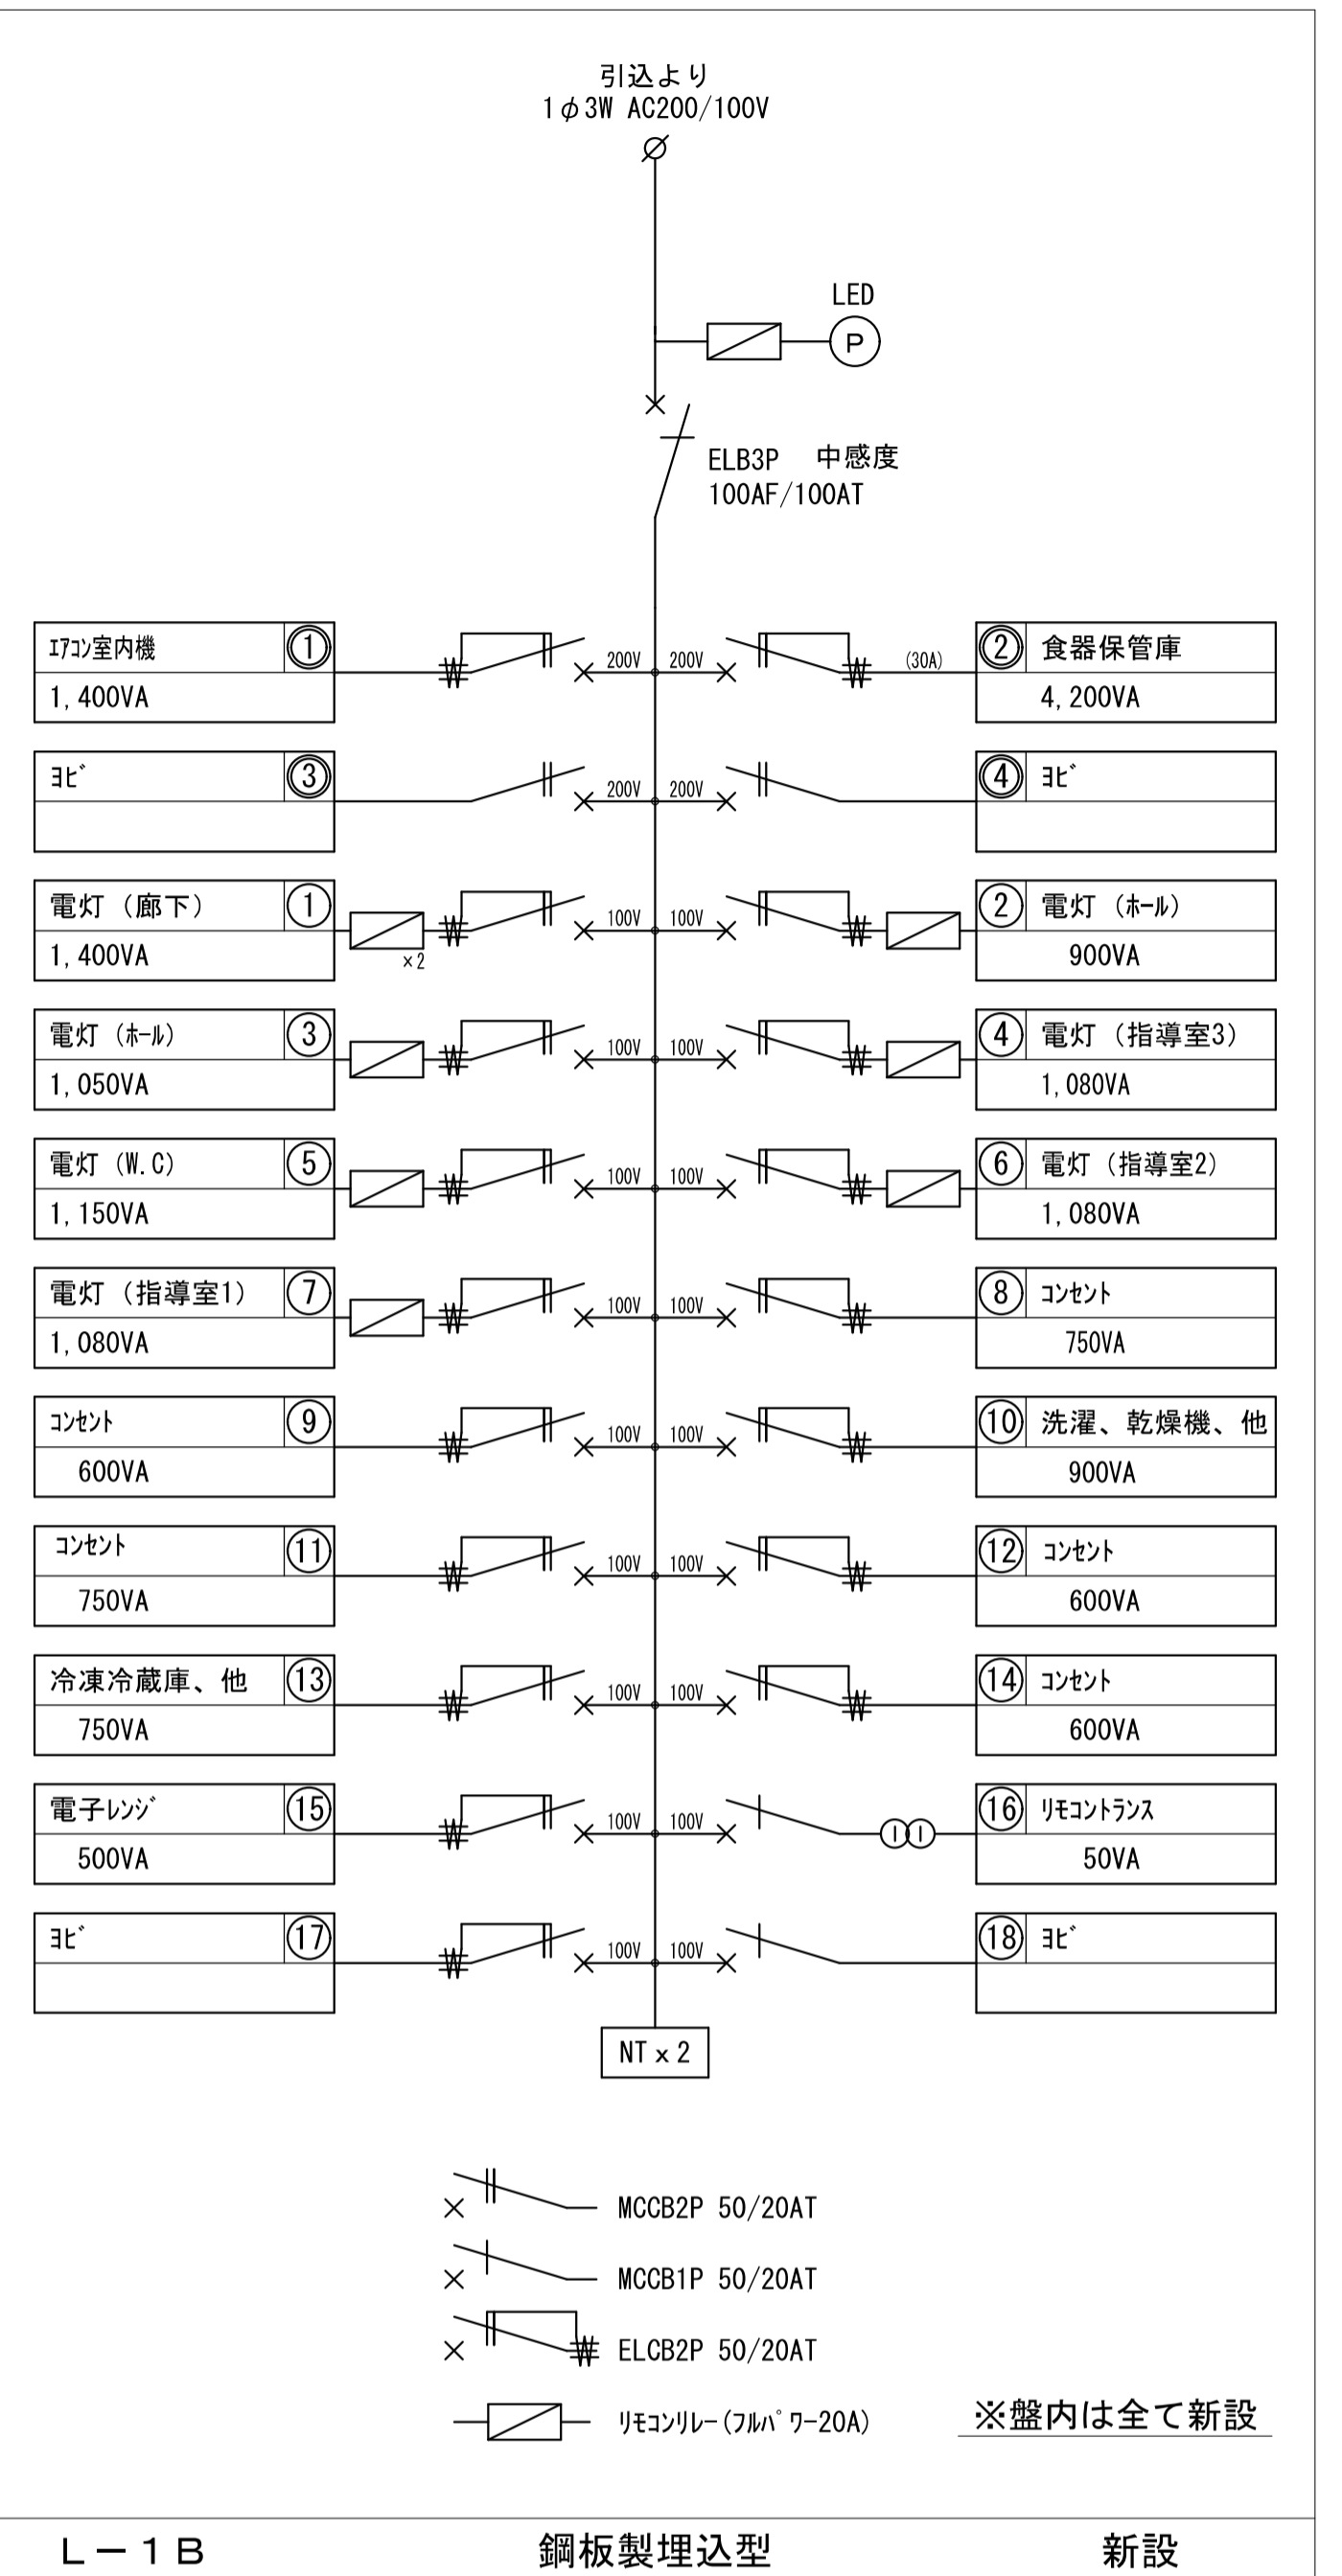 引込より
1φ3W AC200/100V
LED
P
ELB3P 中感度
100AF/100AT
ｴｱｺﾝ室内機 ① 200V 200V (30A) ② 食器保管庫
1,400VA 4,200VA
ﾖﾋﾞ ③ 200V 200V ④ ﾖﾋﾞ
電灯（廊下） ① 100V 100V ② 電灯（ﾎｰﾙ）
1,400VA ×2 900VA
電灯（ﾎｰﾙ） ③ 100V 100V ④ 電灯（指導室3）
1,050VA 1,080VA
電灯（W.C） ⑤ 100V 100V ⑥ 電灯（指導室2）
1,150VA 1,080VA
電灯（指導室1） ⑦ 100V 100V ⑧ ｺﾝｾﾝﾄ
1,080VA 750VA
ｺﾝｾﾝﾄ ⑨ 100V 100V ⑩ 洗濯、乾燥機、他
600VA 900VA
ｺﾝｾﾝﾄ ⑪ 100V 100V ⑫ ｺﾝｾﾝﾄ
750VA 600VA
冷凍冷蔵庫、他 ⑬ 100V 100V ⑭ ｺﾝｾﾝﾄ
750VA 600VA
電子ﾚﾝｼﾞ ⑮ 100V 100V ⑯ ﾘﾓｺﾝﾄﾗﾝｽ
500VA 50VA
ﾖﾋﾞ ⑰ 100V 100V ⑱ ﾖﾋﾞ
NT×2
MCCB2P 50/20AT
MCCB1P 50/20AT
ELCB2P 50/20AT
ﾘﾓｺﾝﾘﾚｰ(ﾌﾙﾊﾟﾜｰ20A)
※盤内は全て新設
Ｌ－１Ｂ 鋼板製埋込型 新設